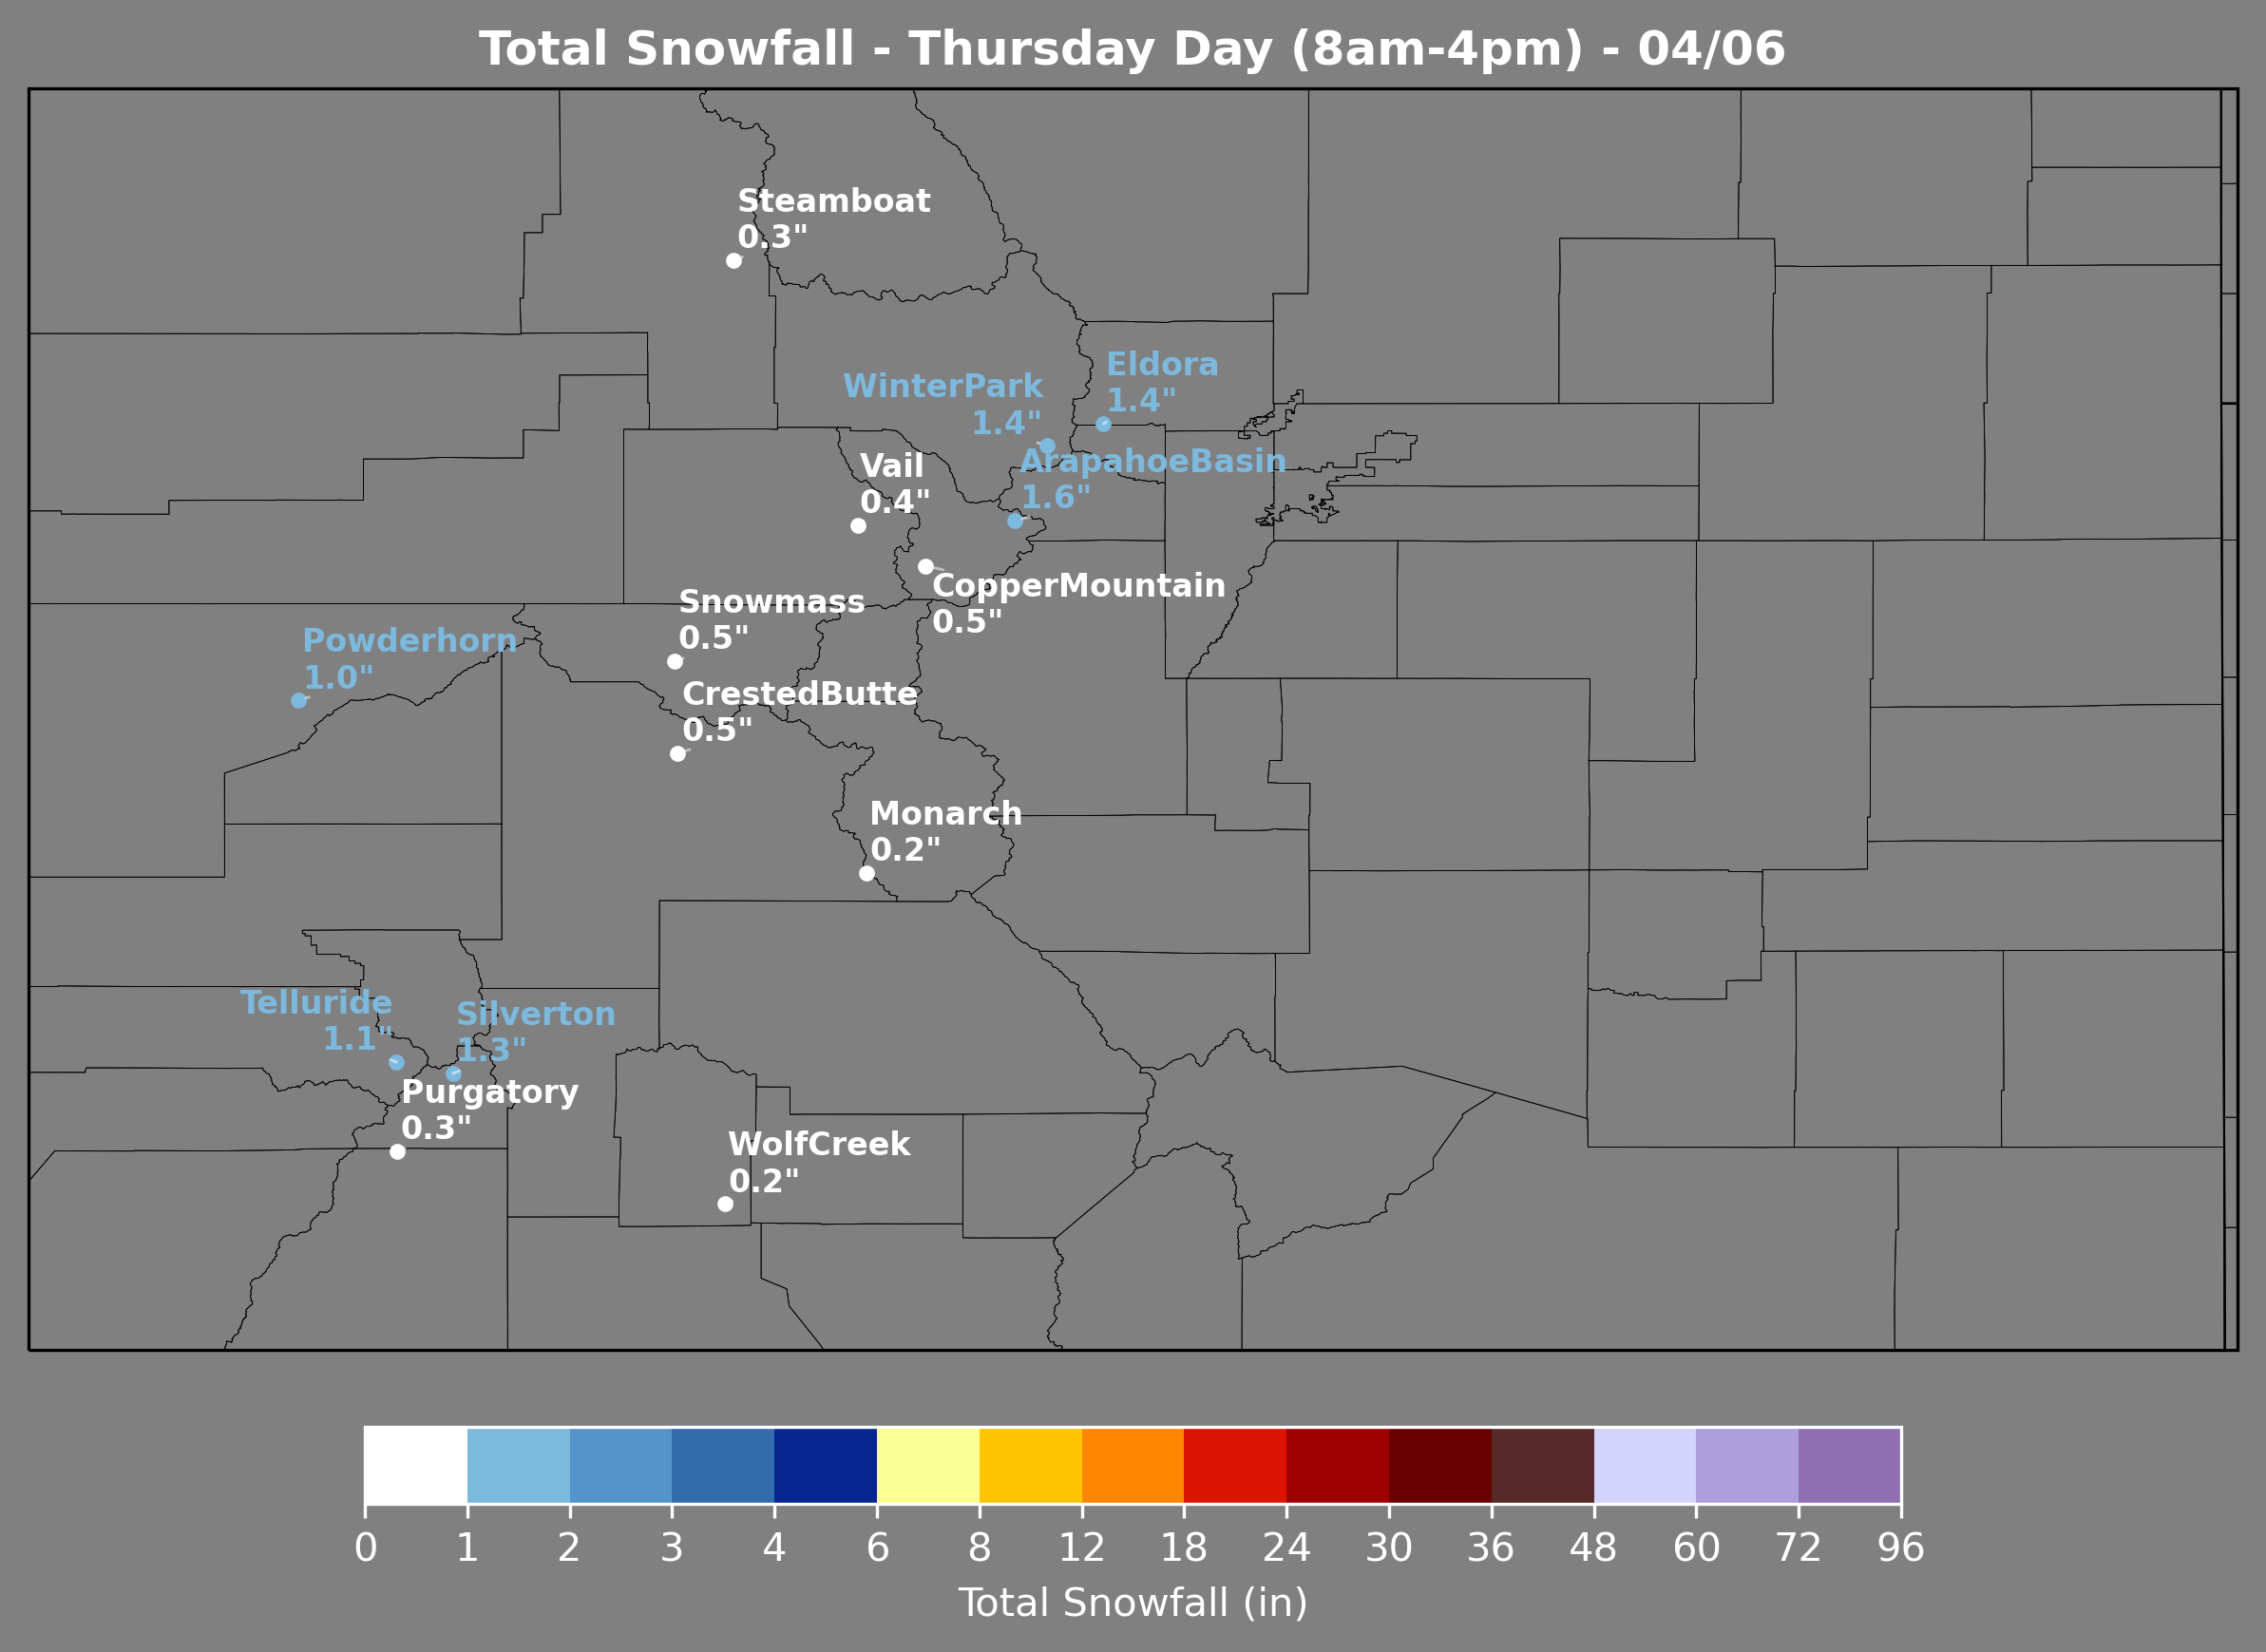 Total Snowfall - Thursday Day (8am-4pm) - 04/06
Steamboat
0.3"
Eldora
1.4"
WinterPark
1.4"
ArapahoeBasin
1.6"
Vail
0.4"
CopperMountain
0.5"
Snowmass
0.5"
Powderhorn
1.0"
CrestedButte
0.5"
Monarch
0.2"
Telluride
1.1"
Silverton
1.3"
Purgatory
0.3"
WolfCreek
0.2"
0 1 2 3 4 6 8 12 18 24 30 36 48 60 72 96
Total Snowfall (in)